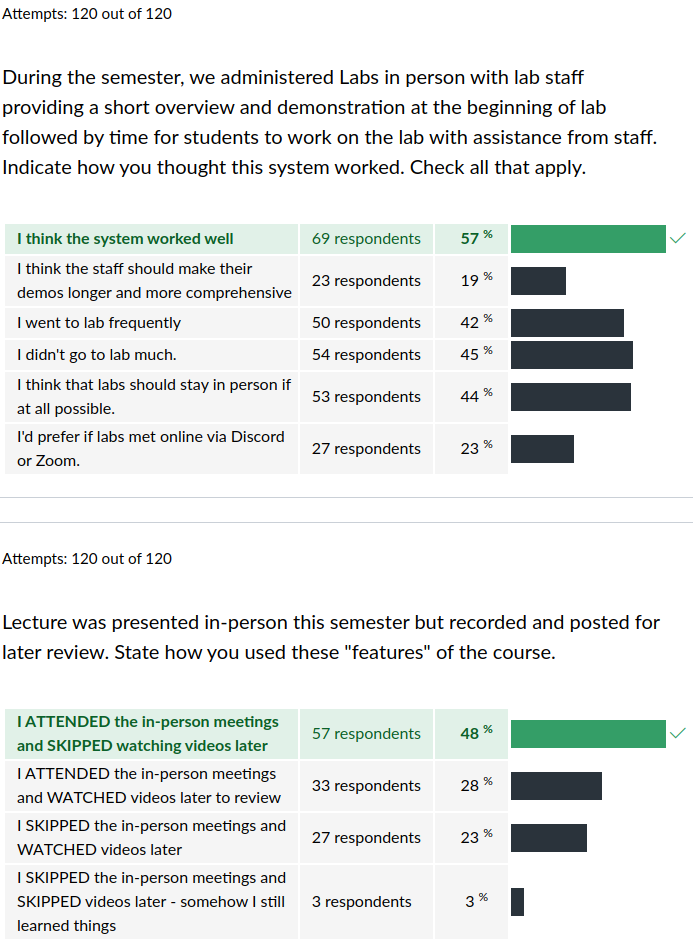 Attempts: 120 out of 120
During the semester, we administered Labs in person with lab staff
providing a short overview and demonstration at the beginning of lab
followed by time for students to work on the lab with assistance from staff.
Indicate how you thought this system worked. Check all that apply.
I think the system worked well 69 respondents 57 %
I think the staff should make their
demos longer and more comprehensive 23 respondents 19 %
I went to lab frequently 50 respondents 42 %
I didn't go to lab much. 54 respondents 45 %
I think that labs should stay in person if
at all possible. 53 respondents 44 %
I'd prefer if labs met online via Discord
or Zoom. 27 respondents 23 %
Attempts: 120 out of 120
Lecture was presented in-person this semester but recorded and posted for
later review. State how you used these "features" of the course.
I ATTENDED the in-person meetings
and SKIPPED watching videos later 57 respondents 48 %
I ATTENDED the in-person meetings
and WATCHED videos later to review 33 respondents 28 %
I SKIPPED the in-person meetings and
WATCHED videos later 27 respondents 23 %
I SKIPPED the in-person meetings and
SKIPPED videos later - somehow I still 3 respondents 3 %
learned things